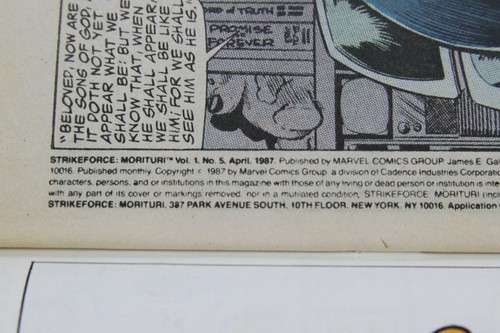 "BELOVED, NOW ARE
THE SONS OF GOD,
IT DOTH NOT YET
APPEAR WHAT WE
SHALL BE: BUT WE
KNOW THAT, WHEN
HE SHALL APPEAR,
WE SHALL BE LIKE
HIM; FOR WE SHALL
SEE HIM AS HE IS."
OF TRUTH
PROMISE
FOREVER
STRIKEFORCE: MORITURI™ Vol. 1, No. 5, April, 1987. Published by MARVEL COMICS GROUP. James E. Gal
10016. Published monthly. Copyright © 1987 by Marvel Comics Group, a division of Cadence Industries Corporation
characters, persons, and or institutions in this magazine with those of any living or dead person or institution is inte
with any part of its cover or markings removed, nor in a mutilated condition. STRIKEFORCE: MORITURI (incl
STRIKEFORCE: MORITURI, 387 PARK AVENUE SOUTH, 10TH FLOOR, NEW YORK, NY 10016. Application